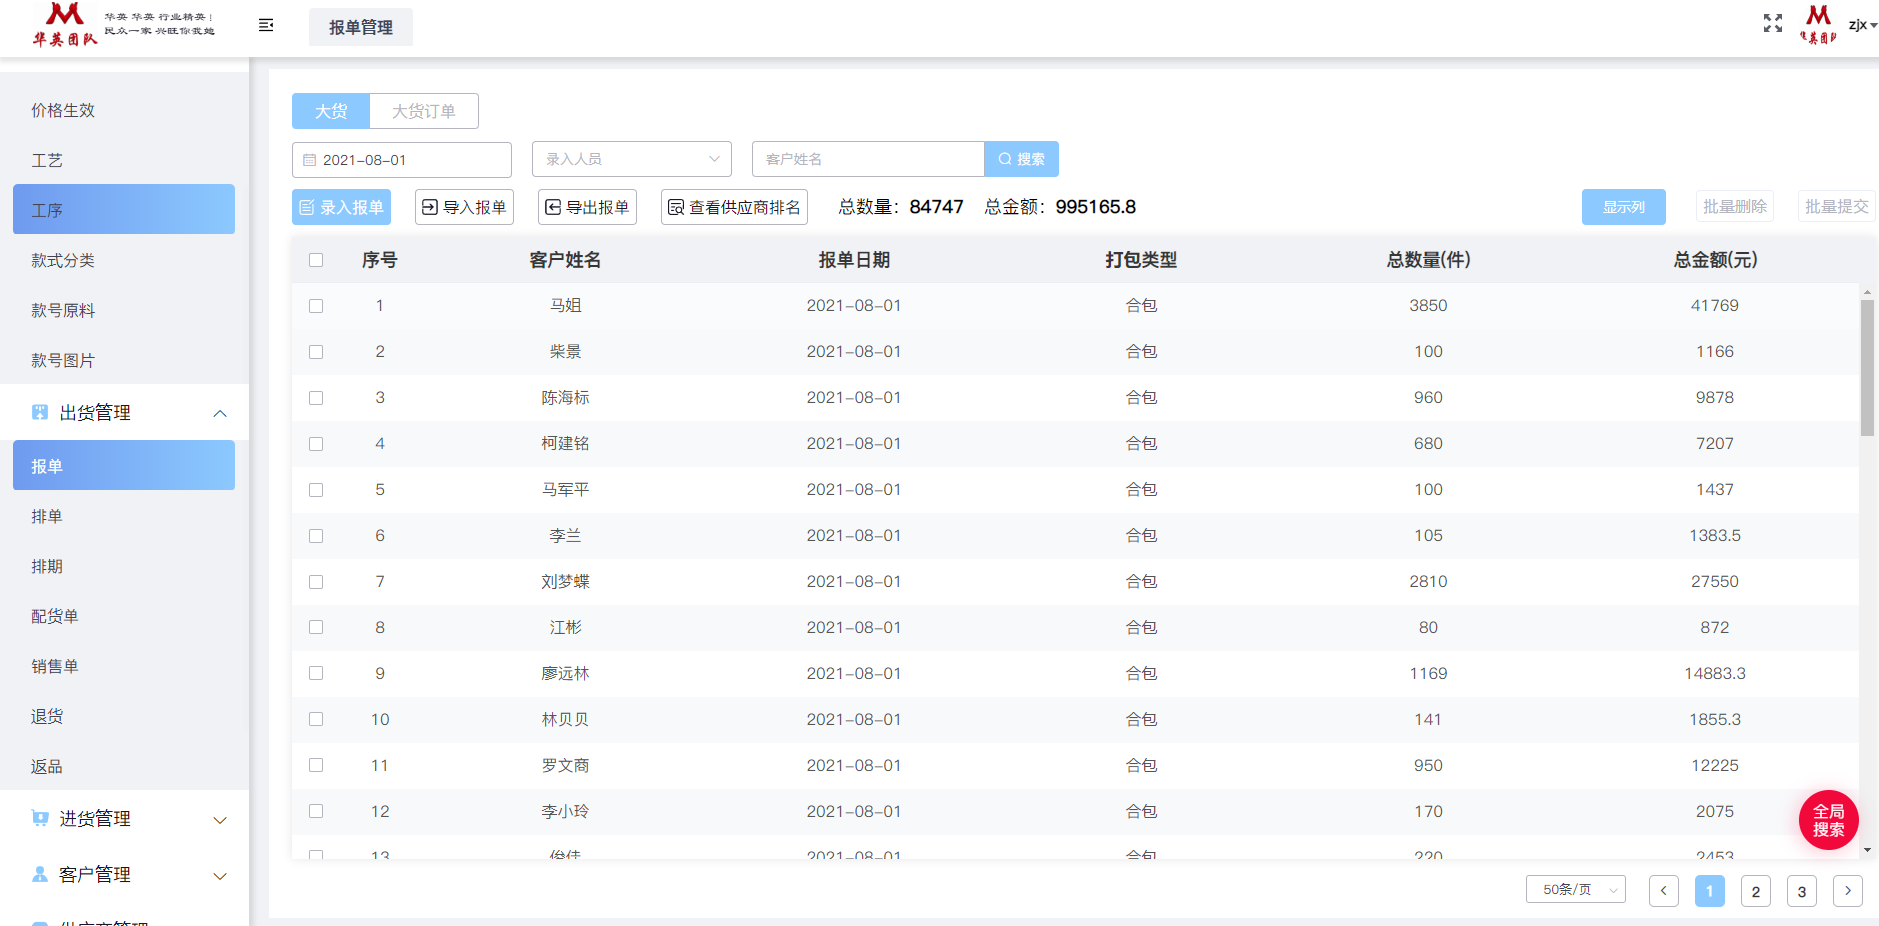 华英团队
华英 华英 行业精英！
民众一家 兴旺你我她
报单管理
华英团队
zjx
价格生效
工艺
工序
款式分类
款号原料
款号图片
出货管理
报单
排单
排期
配货单
销售单
退货
返品
进货管理
客户管理
供应商管理
大货 大货订单
2021-08-01 录入人员 客户姓名 搜索
录入报单 导入报单 导出报单 查看供应商排名 总数量：84747 总金额：995165.8 显示列 批量删除 批量提交
序号 客户姓名 报单日期 打包类型 总数量(件) 总金额(元)
1 马姐 2021-08-01 合包 3850 41769
2 柴景 2021-08-01 合包 100 1166
3 陈海标 2021-08-01 合包 960 9878
4 柯建铭 2021-08-01 合包 680 7207
5 马军平 2021-08-01 合包 100 1437
6 李兰 2021-08-01 合包 105 1383.5
7 刘梦蝶 2021-08-01 合包 2810 27550
8 江彬 2021-08-01 合包 80 872
9 廖远林 2021-08-01 合包 1169 14883.3
10 林贝贝 2021-08-01 合包 141 1855.3
11 罗文商 2021-08-01 合包 950 12225
12 李小玲 2021-08-01 合包 170 2075
13 俊佳 2021-08-01 合包 220 2453
全局
搜索
50条/页 1 2 3